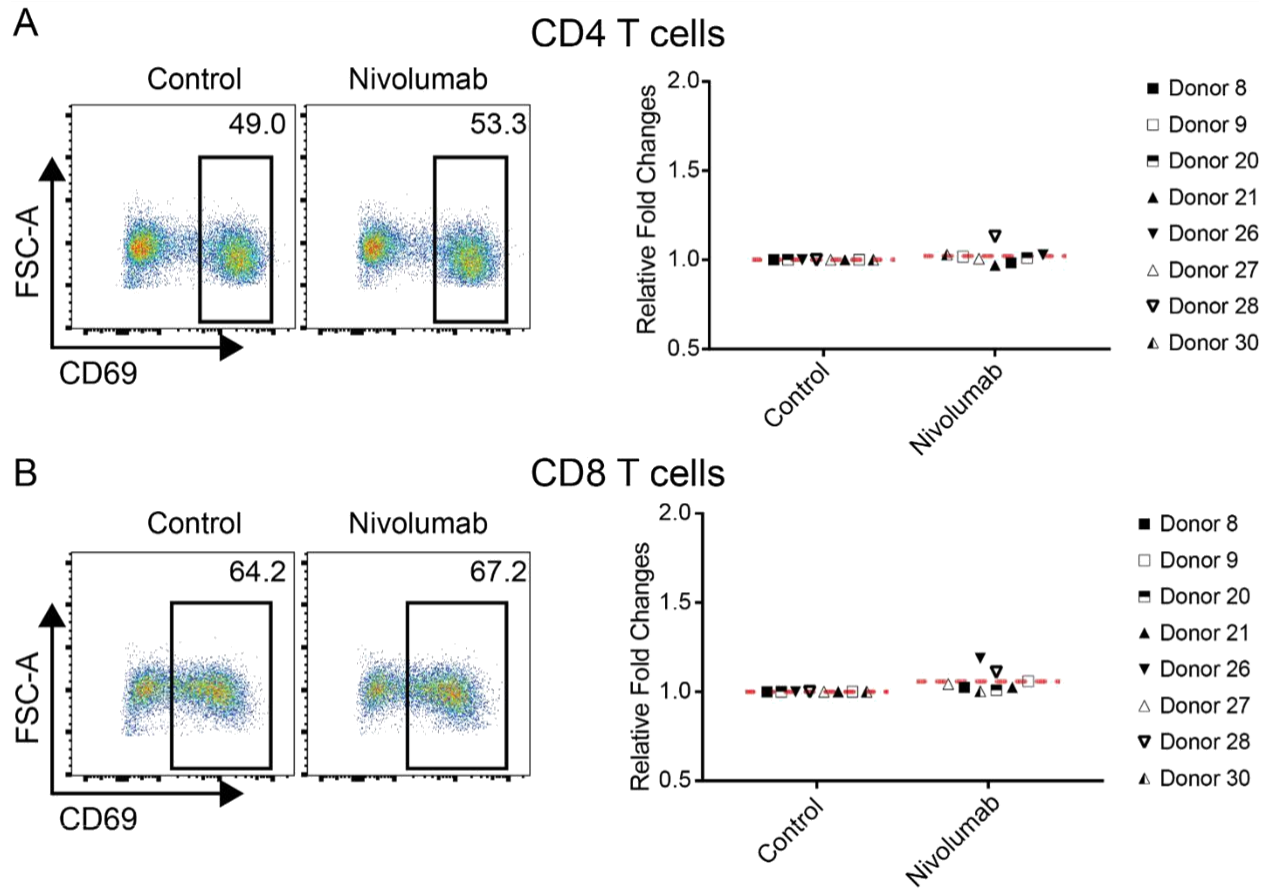 A
CD4 T cells
Control
Nivolumab
49.0
53.3
FSC-A
CD69
Relative Fold Changes
2.0
1.5
1.0
0.5
Control
Nivolumab
Donor 8
Donor 9
Donor 20
Donor 21
Donor 26
Donor 27
Donor 28
Donor 30
B
CD8 T cells
Control
Nivolumab
64.2
67.2
FSC-A
CD69
Relative Fold Changes
2.0
1.5
1.0
0.5
Control
Nivolumab
Donor 8
Donor 9
Donor 20
Donor 21
Donor 26
Donor 27
Donor 28
Donor 30